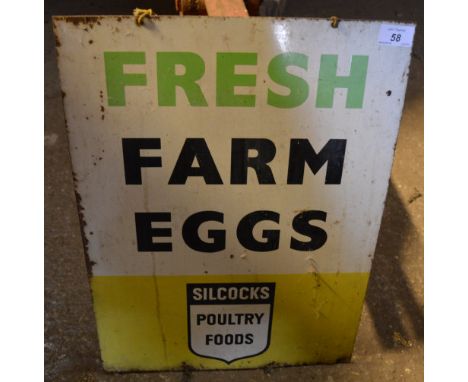 58
FRESH
FARM
EGGS
SILCOCKS
POULTRY
FOODS